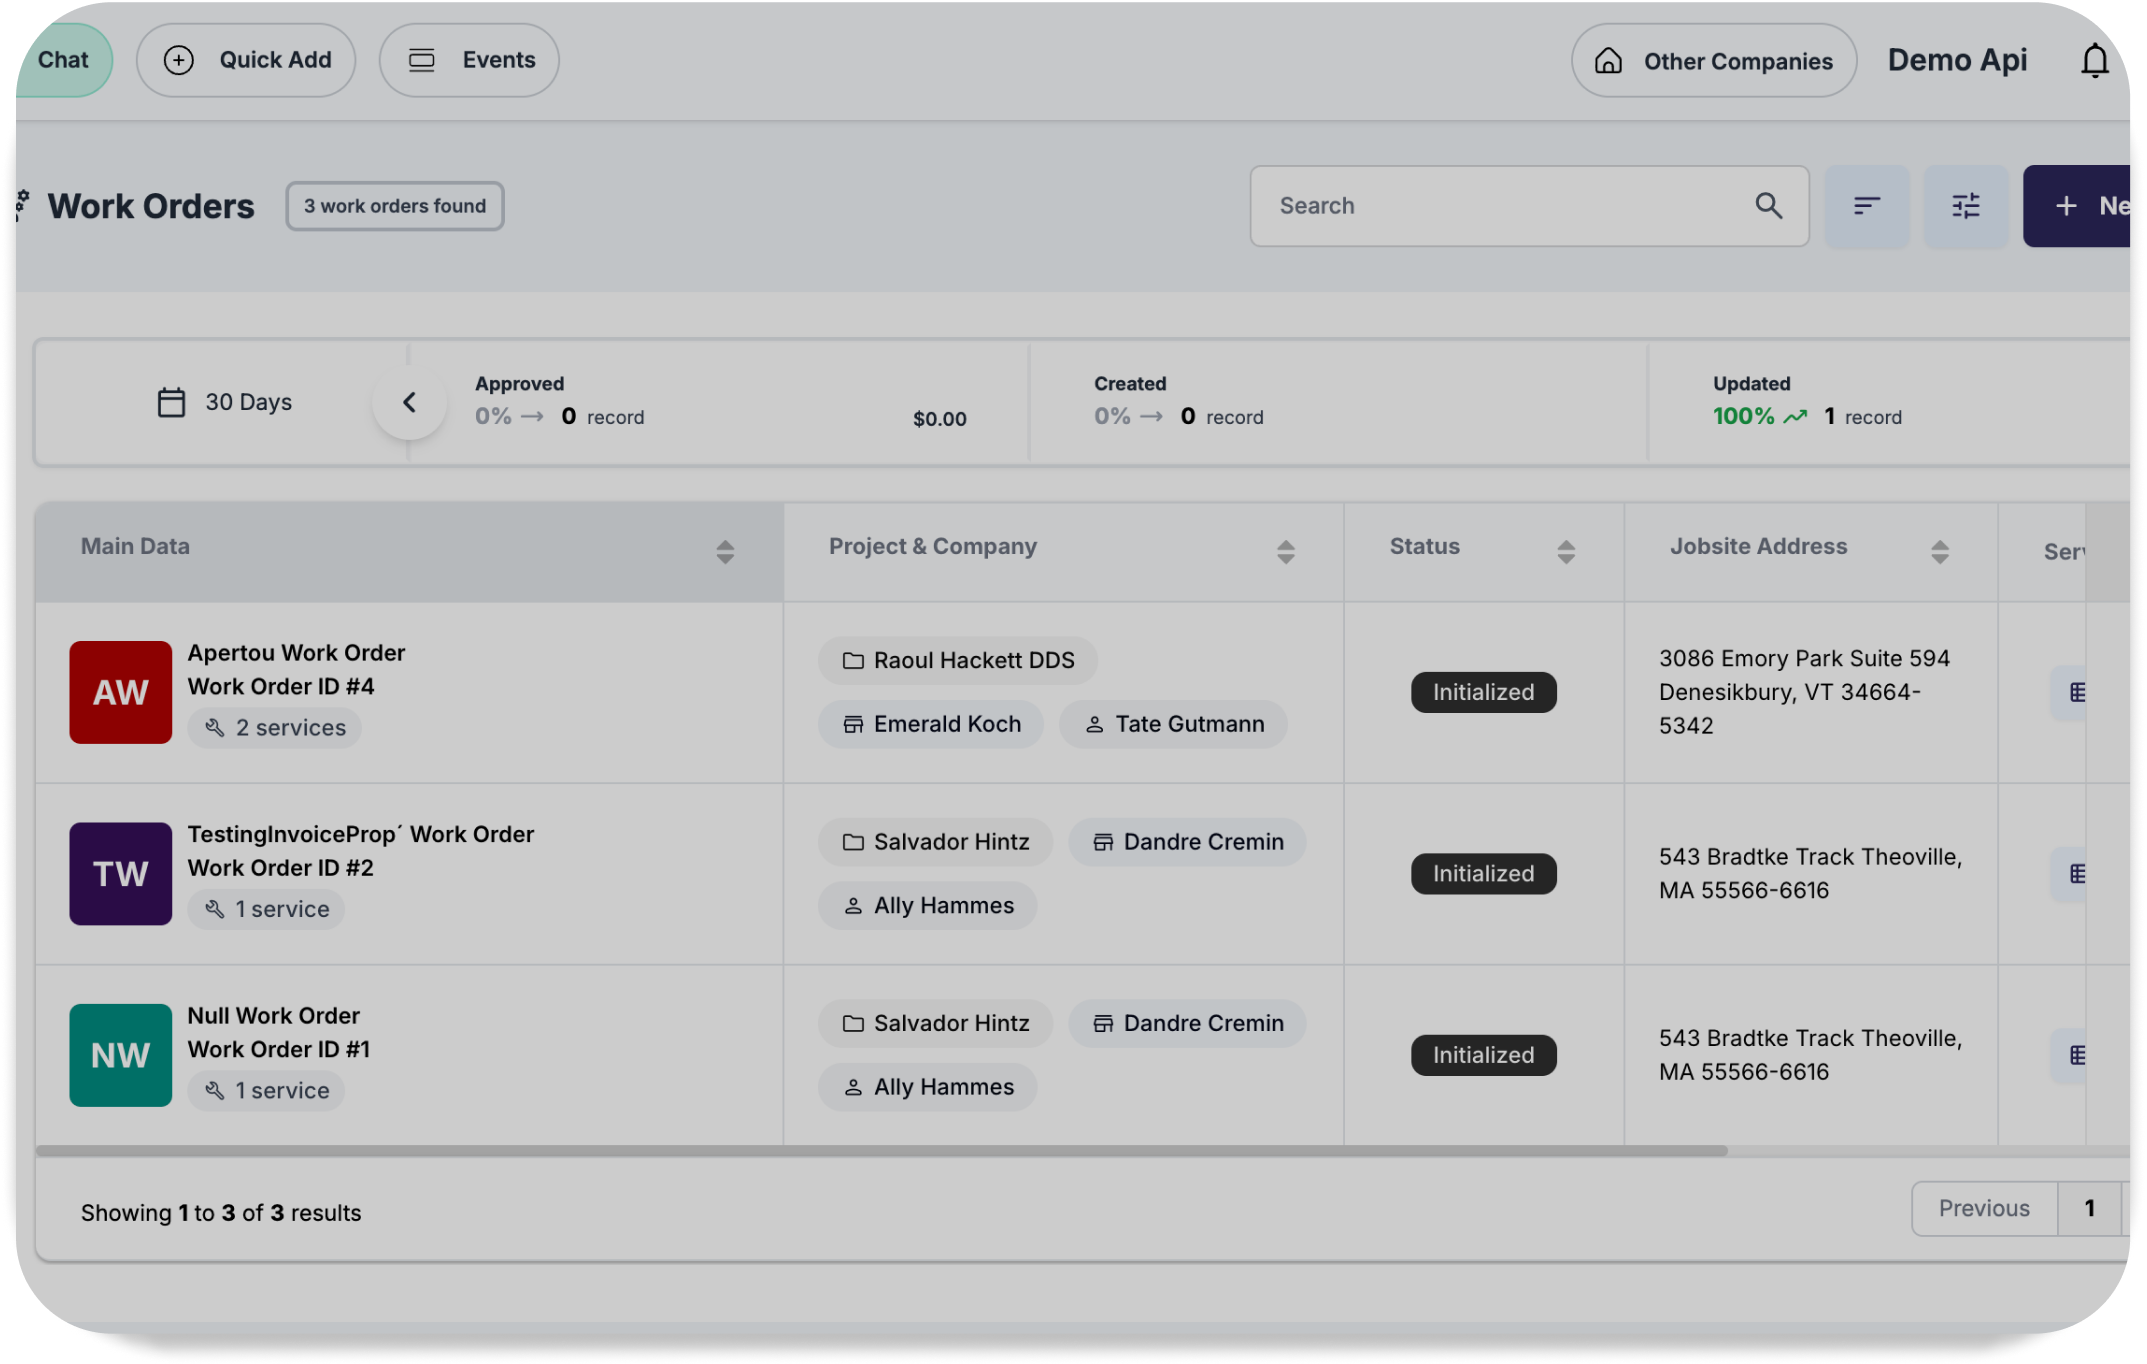 Chat
Quick Add
Events
Other Companies
Demo Api
Work Orders
3 work orders found
Search
+ Ne
30 Days
Approved
0% → 0 record
$0.00
Created
0% → 0 record
Updated
100% 1 record
Main Data
Project & Company
Status
Jobsite Address
Serv
AW
Apertou Work Order
Work Order ID #4
2 services
Raoul Hackett DDS
Emerald Koch
Tate Gutmann
Initialized
3086 Emory Park Suite 594
Denesikbury, VT 34664-
5342
TW
TestingInvoiceProp´ Work Order
Work Order ID #2
1 service
Salvador Hintz
Dandre Cremin
Ally Hammes
Initialized
543 Bradtke Track Theoville,
MA 55566-6616
NW
Null Work Order
Work Order ID #1
1 service
Salvador Hintz
Dandre Cremin
Ally Hammes
Initialized
543 Bradtke Track Theoville,
MA 55566-6616
Showing 1 to 3 of 3 results
Previous
1